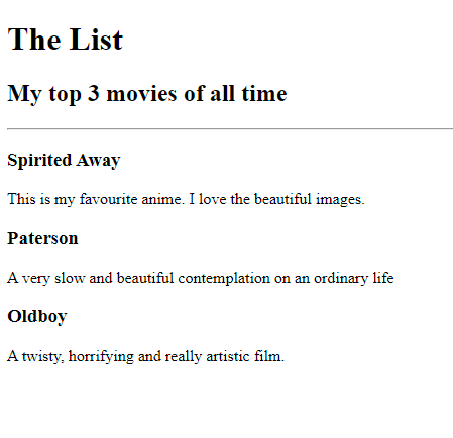 The List
My top 3 movies of all time
Spirited Away
This is my favourite anime. I love the beautiful images.
Paterson
A very slow and beautiful contemplation on an ordinary life
Oldboy
A twisty, horrifying and really artistic film.